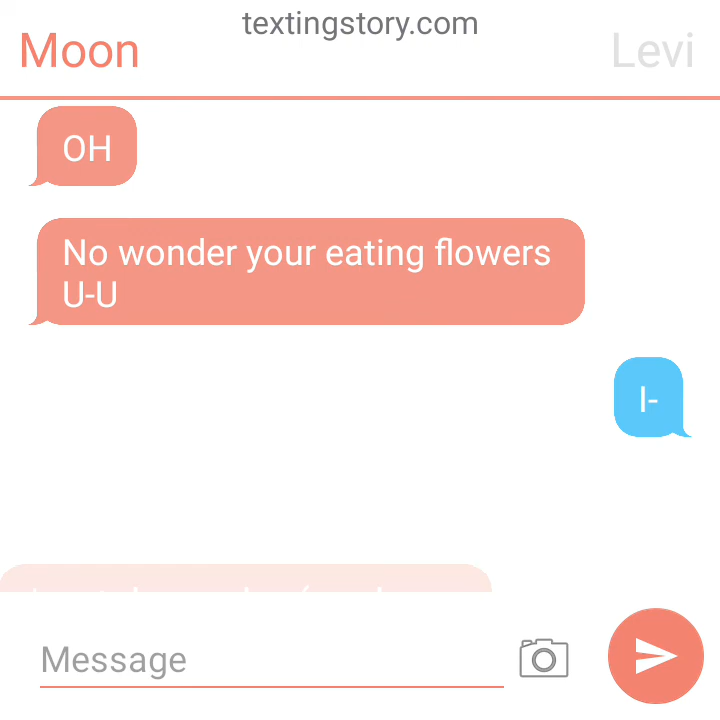 textingstory.com
Moon
Levi
OH
No wonder your eating flowers
U-U
I-
Message